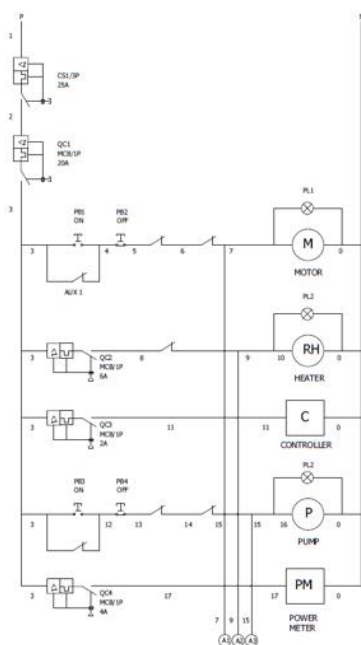 P
N
1
CS1/3P
25A
2
QC1
MCB/1P
20A
3
PB1
ON
PB2
OFF
PL1
M
3
4
5
6
7
0
MOTOR
AUX 1
PL2
RH
3
QC2
MCB/1P
6A
8
9
10
0
HEATER
C
3
QC3
MCB/1P
2A
11
11
0
CONTROLLER
PB3
ON
PB4
OFF
PL2
P
3
12
13
14
15
15
16
0
PUMP
PM
3
QC4
MCB/1P
4A
17
17
0
POWER
METER
7
9
15
A1
A2
A3